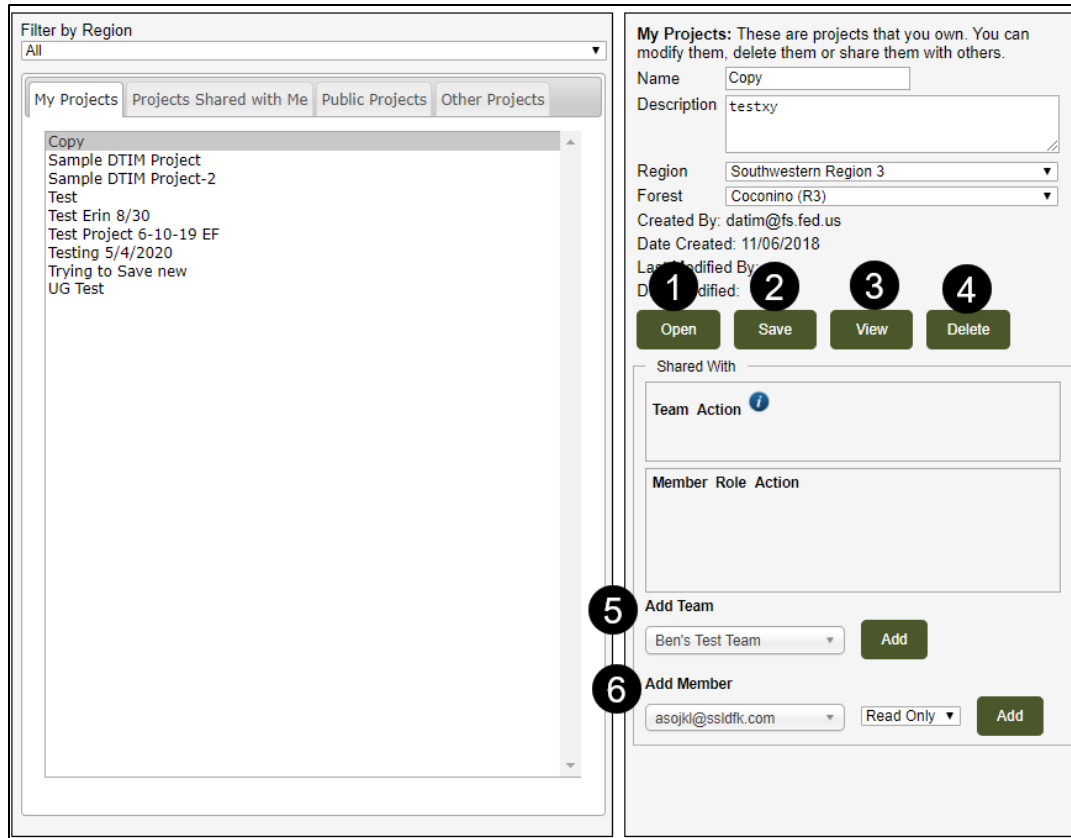 Filter by Region
All
My Projects Projects Shared with Me Public Projects Other Projects
Copy
Sample DTIM Project
Sample DTIM Project-2
Test
Test Erin 8/30
Test Project 6-10-19 EF
Testing 5/4/2020
Trying to Save new
UG Test
My Projects: These are projects that you own. You can
modify them, delete them or share them with others.
Name Copy
Description testxy
Region Southwestern Region 3
Forest Coconino (R3)
Created By: datim@fs.fed.us
Date Created: 11/06/2018
By:
1 2 3 4
Open Save View Delete
Shared With
Team Action i
Member Role Action
5 Add Team
Ben's Test Team Add
6 Add Member
asojkl@ssldfk.com Read Only Add